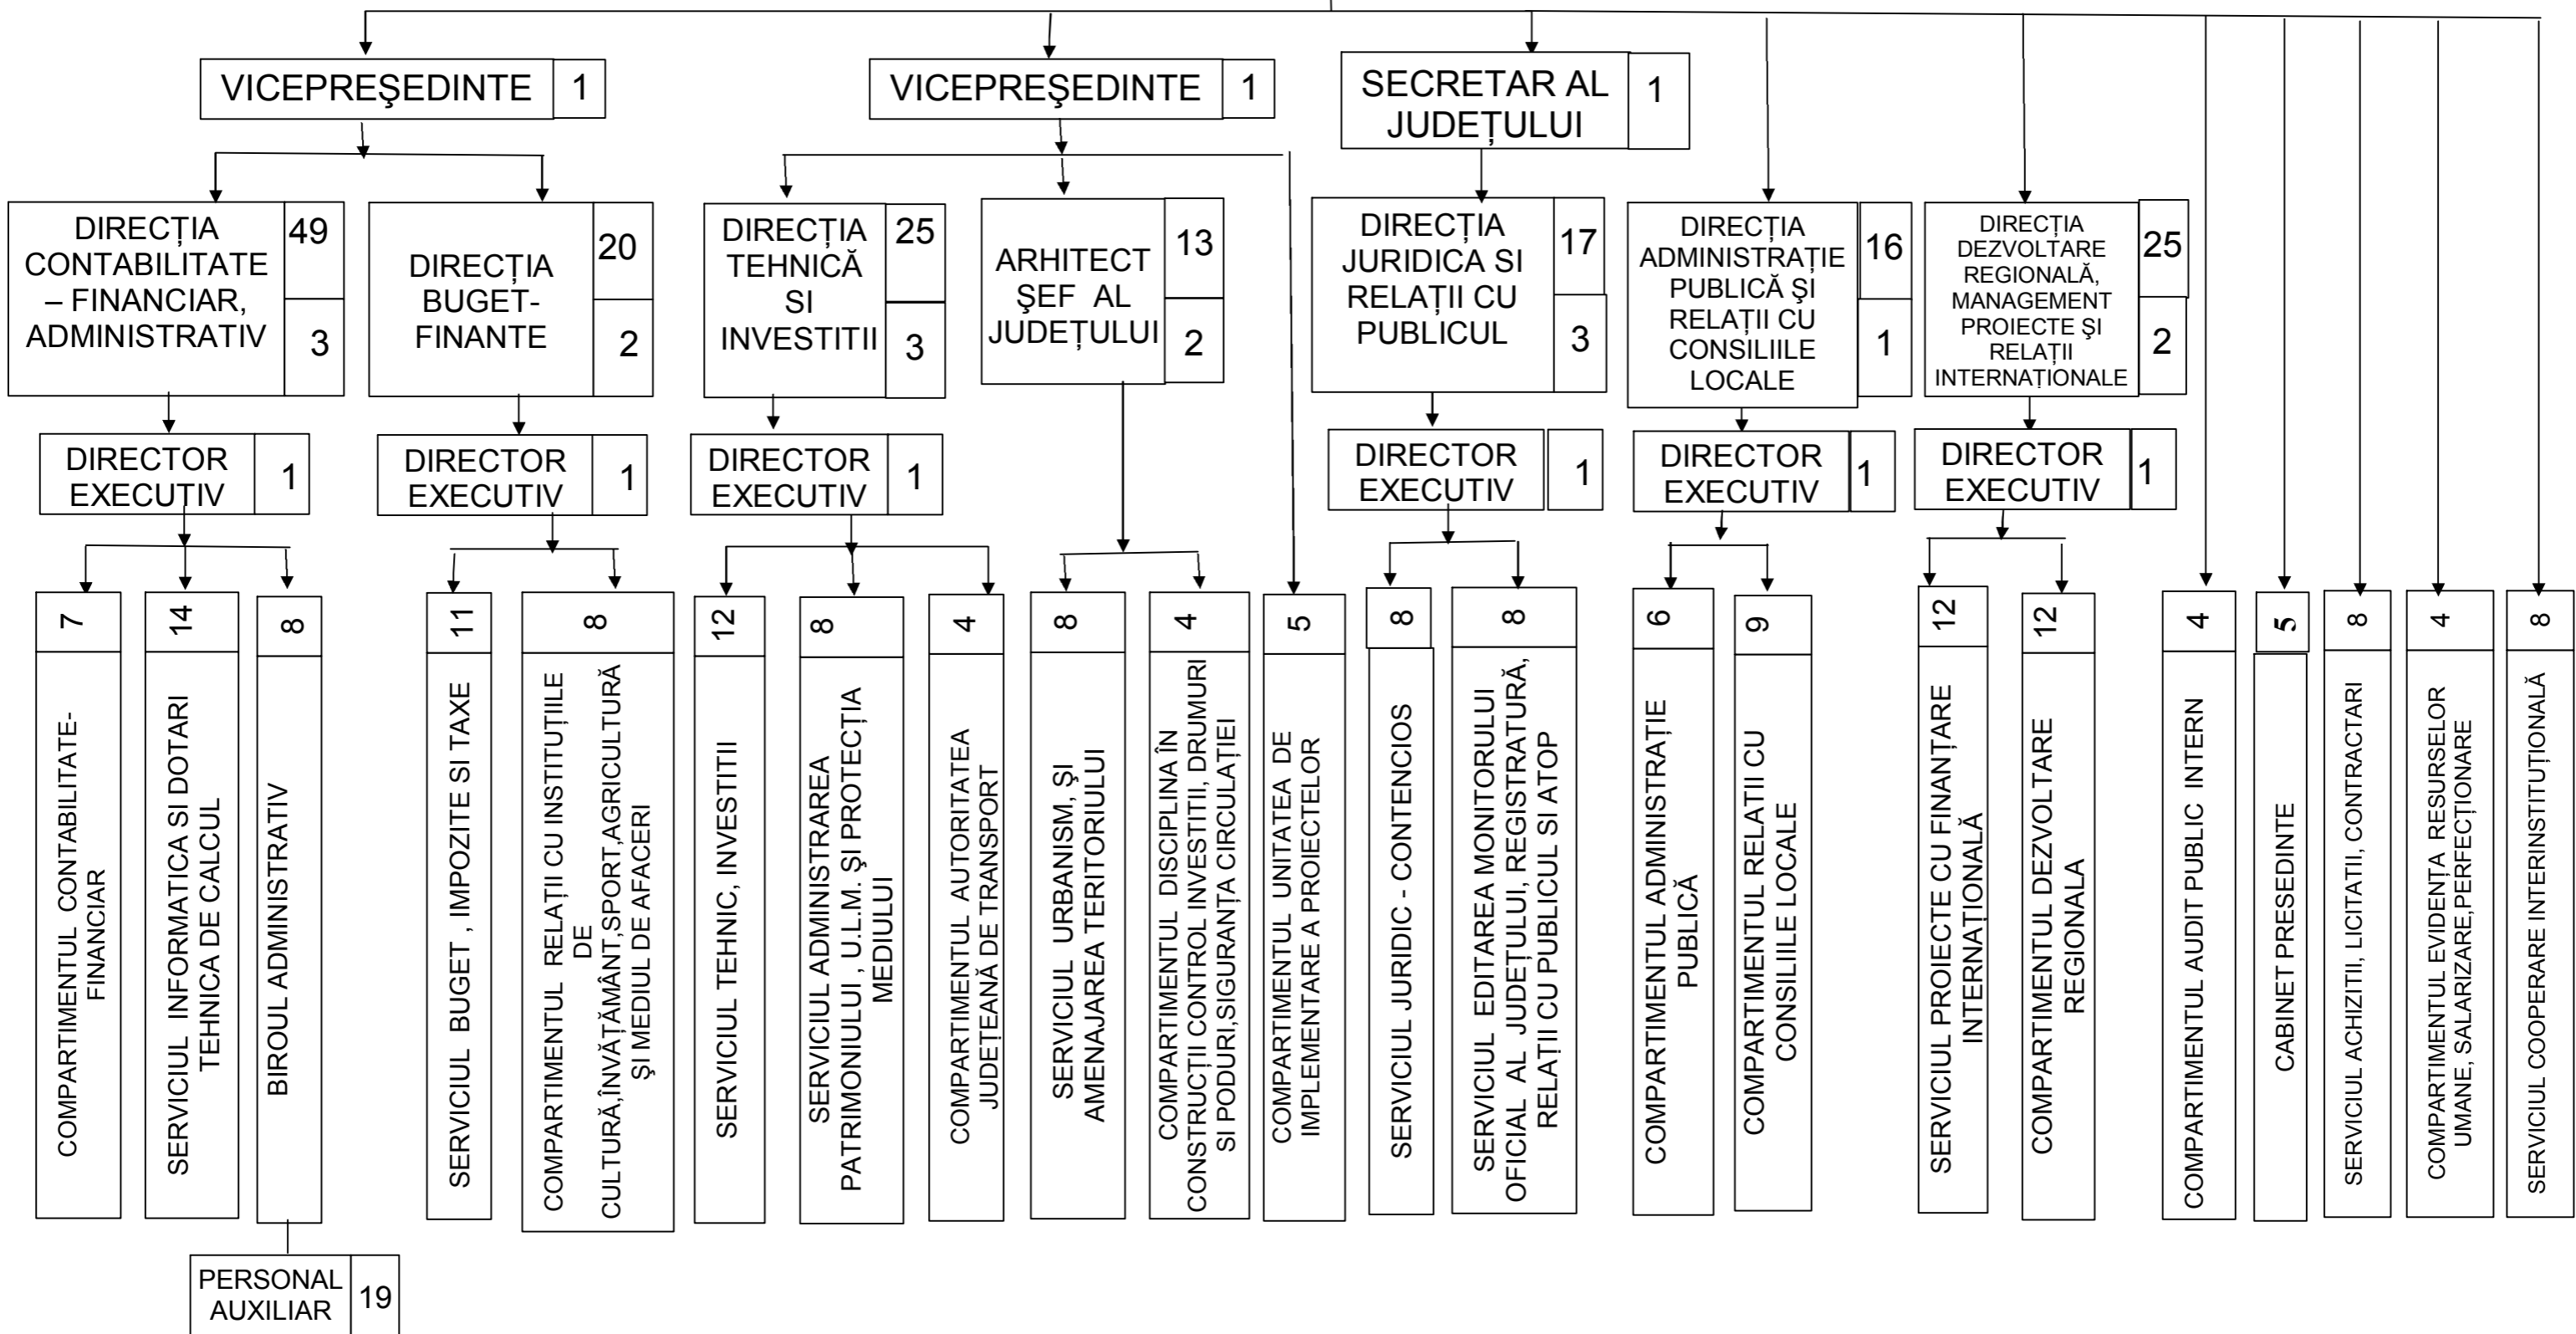 VICEPREŞEDINTE 1
VICEPREŞEDINTE 1
SECRETAR AL
JUDEȚULUI
1
DIRECȚIA
CONTABILITATE
– FINANCIAR,
ADMINISTRATIV
49
3
DIRECȚIA
BUGET-
FINANTE
20
2
DIRECȚIA
TEHNICĂ
SI
INVESTITII
25
3
ARHITECT
ŞEF AL
JUDEȚULUI
13
2
DIRECȚIA
JURIDICA SI
RELAȚII CU
PUBLICUL
17
3
DIRECȚIA
ADMINISTRAȚIE
PUBLICĂ ŞI
RELAȚII CU
CONSILIILE
LOCALE
16
1
DIRECȚIA
DEZVOLTARE
REGIONALĂ,
MANAGEMENT
PROIECTE ŞI
RELAȚII
INTERNAȚIONALE
25
2
DIRECTOR
EXECUTIV
1
DIRECTOR
EXECUTIV
1
DIRECTOR
EXECUTIV
1
DIRECTOR
EXECUTIV
1
DIRECTOR
EXECUTIV
1
DIRECTOR
EXECUTIV
1
7
COMPARTIMENTUL CONTABILITATE-
FINANCIAR
14
SERVICIUL INFORMATICA SI DOTARI
TEHNICA DE CALCUL
8
BIROUL ADMINISTRATIV
11
SERVICIUL BUGET , IMPOZITE SI TAXE
8
COMPARTIMENTUL RELAȚII CU INSTITUȚIILE
DE
CULTURĂ,ÎNVĂȚĂMÂNT,SPORT,AGRICULTURĂ
ŞI MEDIUL DE AFACERI
12
SERVICIUL TEHNIC, INVESTITII
8
SERVICIUL ADMINISTRAREA
PATRIMONIULUI , U.L.M. ŞI PROTECȚIA
MEDIULUI
4
COMPARTIMENTUL AUTORITATEA
JUDEȚEANĂ DE TRANSPORT
8
SERVICIUL URBANISM, ŞI
AMENAJAREA TERITORIULUI
4
COMPARTIMENTUL DISCIPLINA ÎN
CONSTRUCȚII CONTROL INVESTITII, DRUMURI
SI PODURI,SIGURANȚA CIRCULAȚIEI
5
COMPARTIMENTUL UNITATEA DE
IMPLEMENTARE A PROIECTELOR
8
SERVICIUL JURIDIC - CONTENCIOS
8
SERVICIUL EDITAREA MONITORULUI
OFICIAL AL JUDEȚULUI, REGISTRATURĂ,
RELAȚII CU PUBLICUL SI ATOP
6
COMPARTIMENTUL ADMINISTRAȚIE
PUBLICĂ
9
COMPARTIMENTUL RELATII CU
CONSILIILE LOCALE
12
SERVICIUL PROIECTE CU FINANȚARE
INTERNAȚIONALĂ
12
COMPARTIMENTUL DEZVOLTARE
REGIONALA
4
COMPARTIMENTUL AUDIT PUBLIC INTERN
5
CABINET PRESEDINTE
8
SERVICIUL ACHIZITII, LICITATII, CONTRACTARI
4
COMPARTIMENTUL EVIDENȚA RESURSELOR
UMANE, SALARIZARE,PERFECȚIONARE
8
SERVICIUL COOPERARE INTERINSTITUȚIONALĂ
PERSONAL
AUXILIAR
19